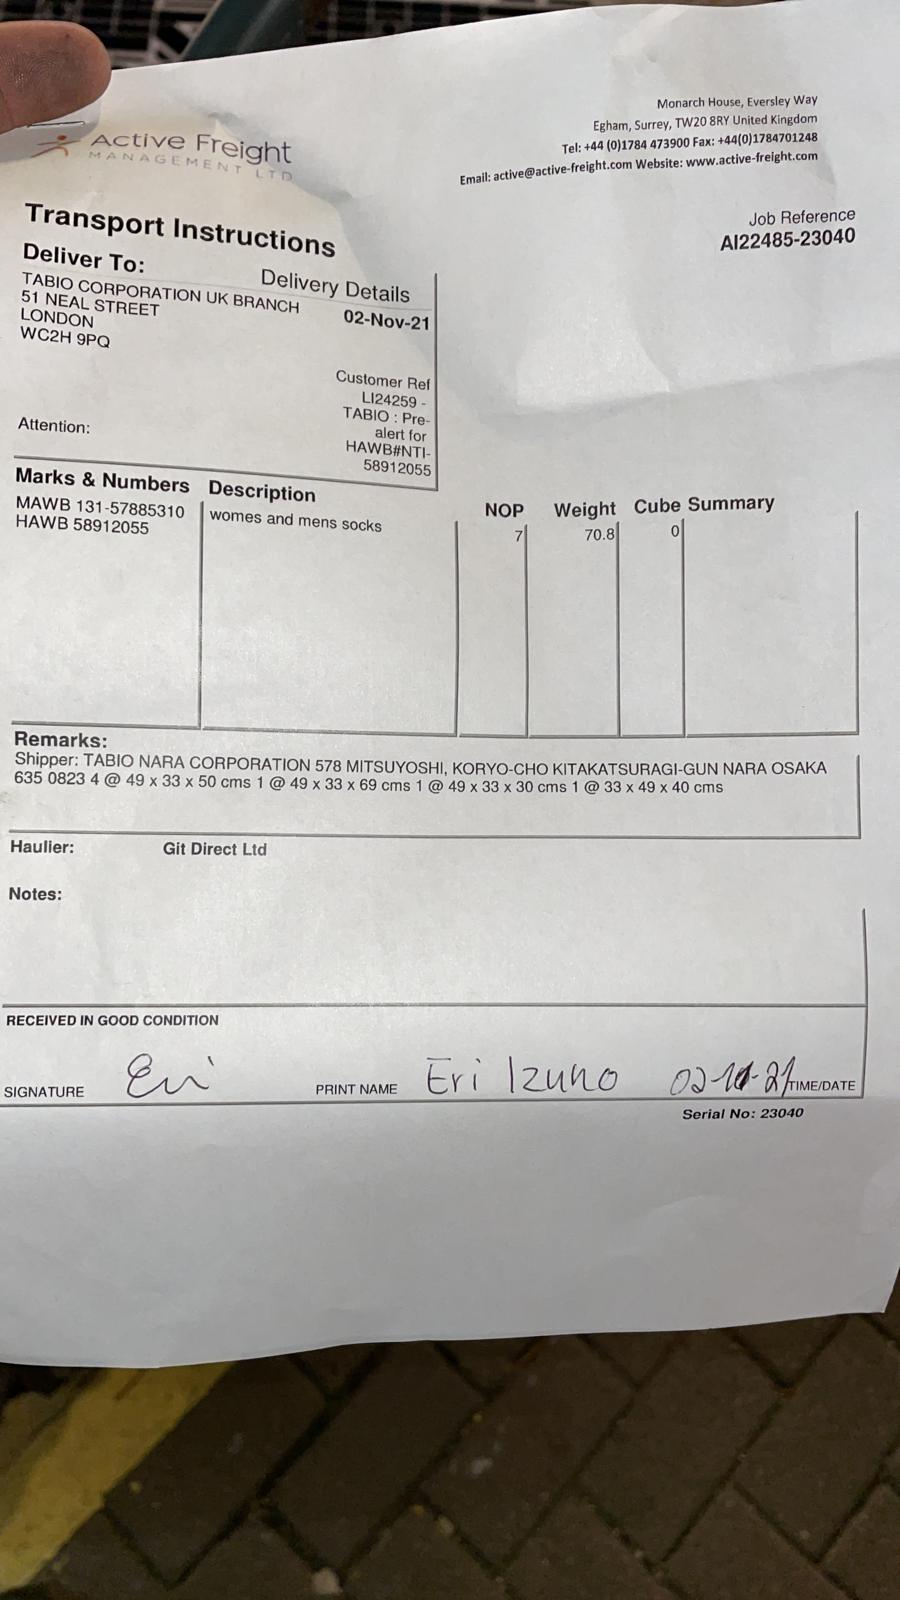 Active Freight
MANAGEMENT LTD
Monarch House, Eversley Way
Egham, Surrey, TW20 8RY United Kingdom
Tel: +44 (0)1784 473900 Fax: +44(0)1784701248
Email: active@active-freight.com Website: www.active-freight.com
Job Reference
AI22485-23040
Transport Instructions
Deliver To:
Delivery Details
TABIO CORPORATION UK BRANCH
51 NEAL STREET
LONDON
WC2H 9PQ
02-Nov-21
Customer Ref
LI24259 -
TABIO : Pre-
alert for
HAWB#NTI-
58912055
Attention:
Marks & Numbers Description NOP Weight Cube Summary
MAWB 131-57885310 womes and mens socks 7 70.8 0
HAWB 58912055
Remarks:
Shipper: TABIO NARA CORPORATION 578 MITSUYOSHI, KORYO-CHO KITAKATSURAGI-GUN NARA OSAKA
635 0823 4 @ 49 x 33 x 50 cms 1 @ 49 x 33 x 69 cms 1 @ 49 x 33 x 30 cms 1 @ 33 x 49 x 40 cms
Haulier: Git Direct Ltd
Notes:
RECEIVED IN GOOD CONDITION
SIGNATURE Eri PRINT NAME Eri Izuno 02-11-21 TIME/DATE
Serial No: 23040